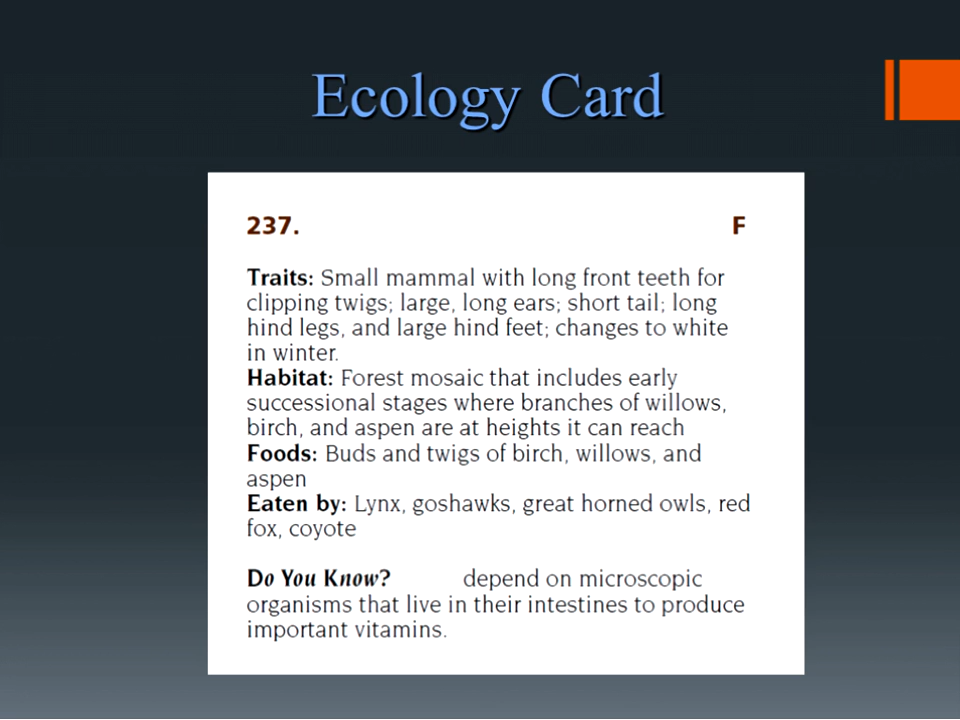 Ecology Card
237. F
Traits: Small mammal with long front teeth for
clipping twigs; large, long ears; short tail; long
hind legs, and large hind feet; changes to white
in winter.
Habitat: Forest mosaic that includes early
successional stages where branches of willows,
birch, and aspen are at heights it can reach
Foods: Buds and twigs of birch, willows, and
aspen
Eaten by: Lynx, goshawks, great horned owls, red
fox, coyote
Do You Know? depend on microscopic
organisms that live in their intestines to produce
important vitamins.